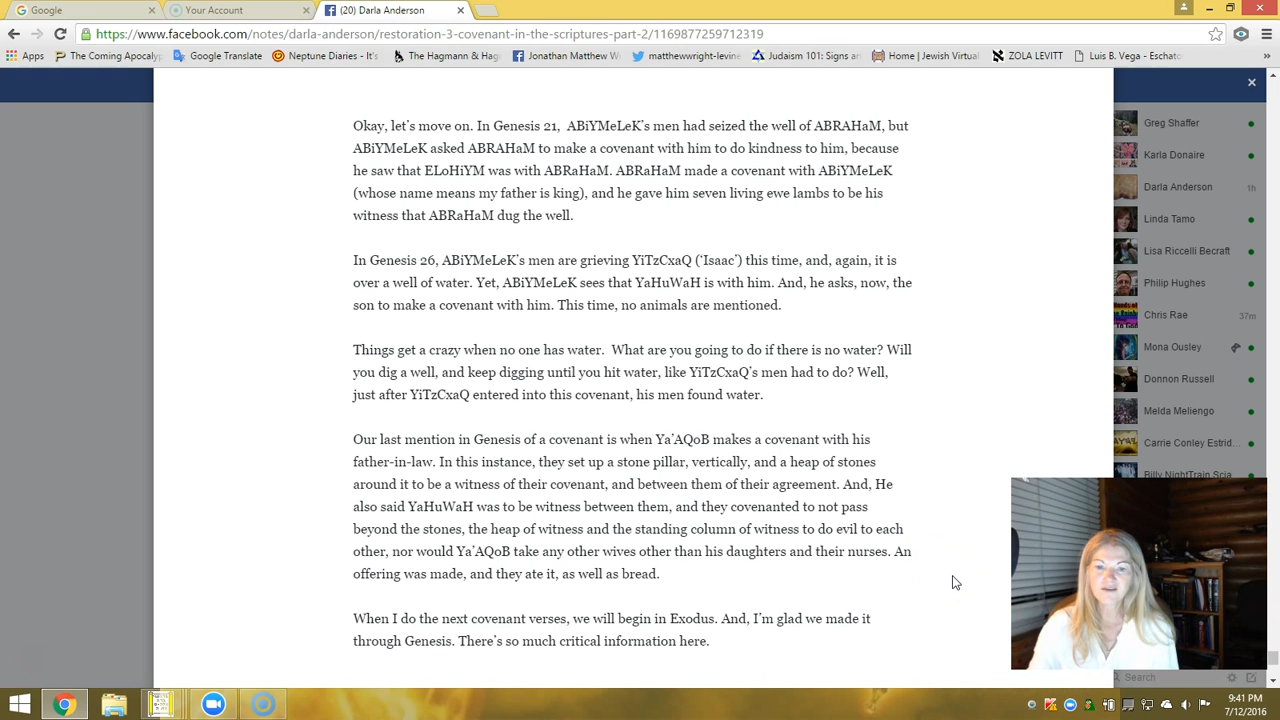 Google
Your Account
(20) Darla Anderson
https://www.facebook.com/notes/darla-anderson/restoration-3-covenant-in-the-scriptures-part-2/1169877259712319
Apps
The Coming Apocalyp
Google Translate
Neptune Diaries - It's
The Hagmann & Hag
Jonathan Matthew W
matthewwright-levine
Judaism 101: Signs an
Home | Jewish Virtual
ZOLA LEVITT
Luis B. Vega - Eschato
Okay, let's move on. In Genesis 21, ABiYMeLeK's men had seized the well of ABRAHaM, but
ABiYMeLeK asked ABRAHaM to make a covenant with him to do kindness to him, because
he saw that ELoHiYM was with ABRaHaM. ABRaHaM made a covenant with ABiYMeLeK
(whose name means my father is king), and he gave him seven living ewe lambs to be his
witness that ABRaHaM dug the well.
In Genesis 26, ABiYMeLeK's men are grieving YiTzCxaQ ('Isaac') this time, and, again, it is
over a well of water. Yet, ABiYMeLeK sees that YaHuWaH is with him. And, he asks, now, the
son to make a covenant with him. This time, no animals are mentioned.
Things get a crazy when no one has water. What are you going to do if there is no water? Will
you dig a well, and keep digging until you hit water, like YiTzCxaQ's men had to do? Well,
just after YiTzCxaQ entered into this covenant, his men found water.
Our last mention in Genesis of a covenant is when Ya'AQoB makes a covenant with his
father-in-law. In this instance, they set up a stone pillar, vertically, and a heap of stones
around it to be a witness of their covenant, and between them of their agreement. And, He
also said YaHuWaH was to be witness between them, and they covenanted to not pass
beyond the stones, the heap of witness and the standing column of witness to do evil to each
other, nor would Ya'AQoB take any other wives other than his daughters and their nurses. An
offering was made, and they ate it, as well as bread.
When I do the next covenant verses, we will begin in Exodus. And, I'm glad we made it
through Genesis. There's so much critical information here.
Greg Shaffer
Karla Donaire
Darla Anderson 1h
Linda Tamo
Lisa Riccelli Becraft
Philip Hughes
Chris Rae 37m
Mona Ousley
Donnon Russell
Melda Meliengo
Carrie Conley Estrid...
Billy NightTrain Scia
Search
9:41 PM
7/12/2016